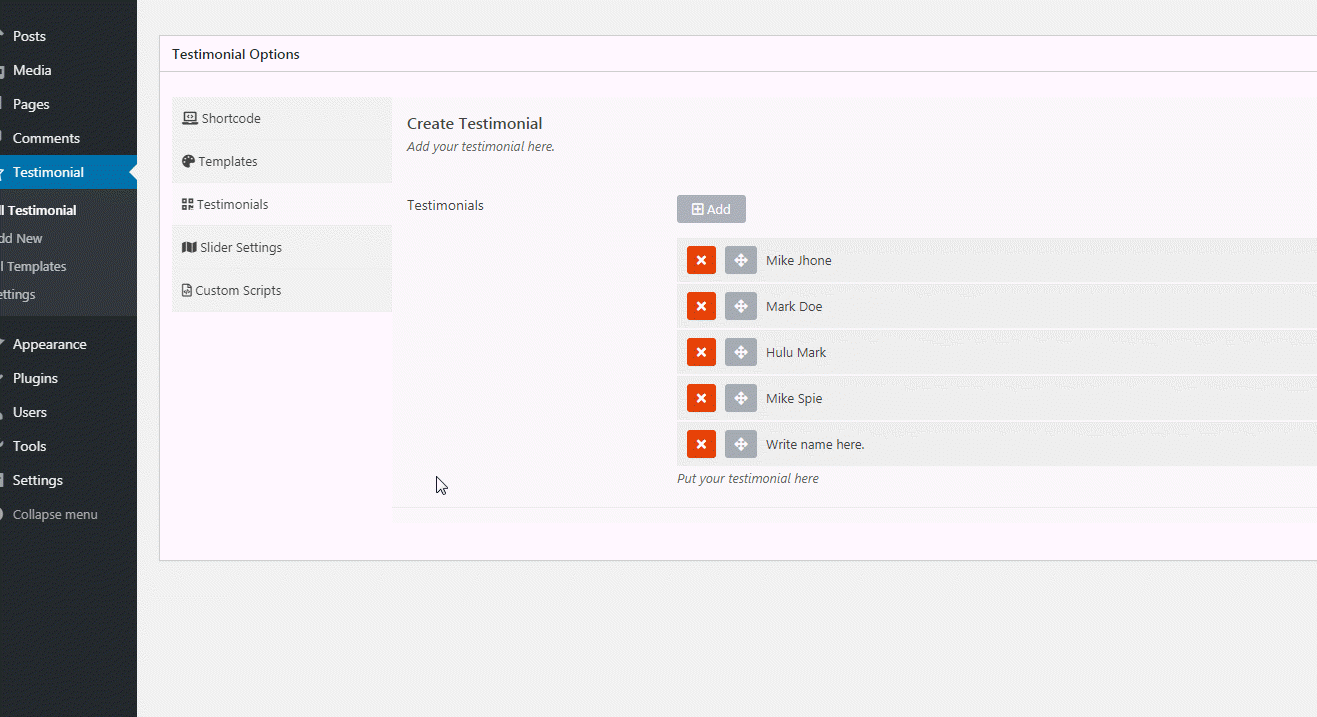 Posts
Media
Pages
Comments
Testimonial
ll Testimonial
dd New
l Templates
ettings
Appearance
Plugins
Users
Tools
Settings
Collapse menu
Testimonial Options
Shortcode
Templates
Testimonials
Slider Settings
Custom Scripts
Create Testimonial
Add your testimonial here.
Testimonials
Add
Mike Jhone
Mark Doe
Hulu Mark
Mike Spie
Write name here.
Put your testimonial here